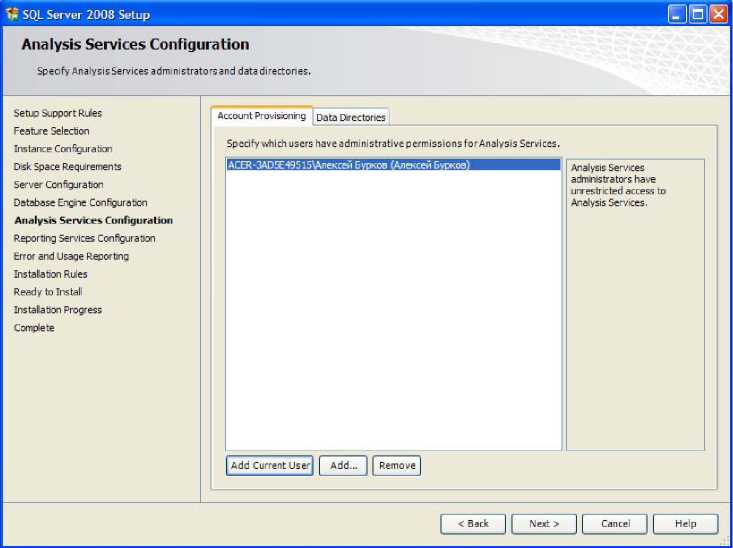 SQL Server 2008 Setup
Analysis Services Configuration
Specify Analysis Services administrators and data directories.
Setup Support Rules
Feature Selection
Instance Configuration
Disk Space Requirements
Server Configuration
Database Engine Configuration
Analysis Services Configuration
Reporting Services Configuration
Error and Usage Reporting
Installation Rules
Ready to Install
Installation Progress
Complete
Account Provisioning
Data Directories
Specify which users have administrative permissions for Analysis Services.
ACER-3AD5E49515\Алексей Бурков (Алексей Бурков)
Analysis Services
administrators have
unrestricted access to
Analysis Services.
Add Current User
Add...
Remove
< Back
Next >
Cancel
Help